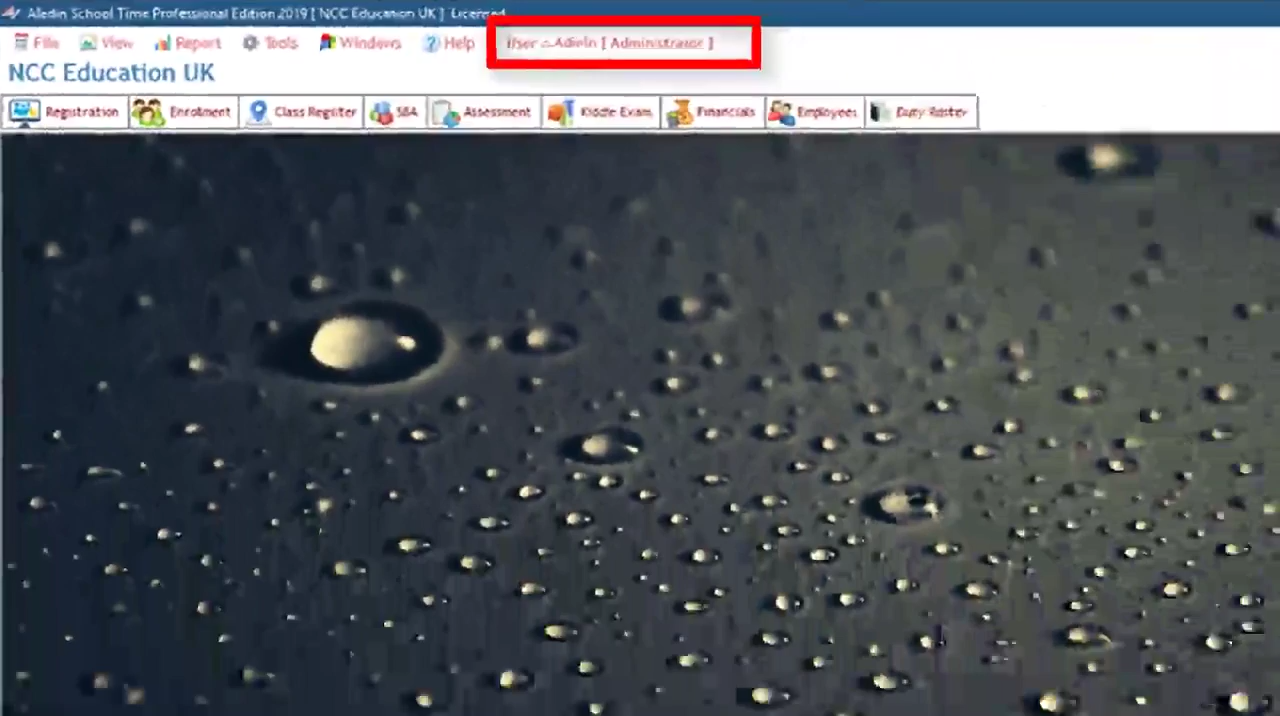 Aledin School Time Professional Edition 2019 [ NCC Education UK ] Licensed
File View Report Tools Windows Help User :: Admin [ Administrator ]
NCC Education UK
Registration Enrolment Class Register SBA Assessment Kiddie Exam Financials Employees Duty Roster